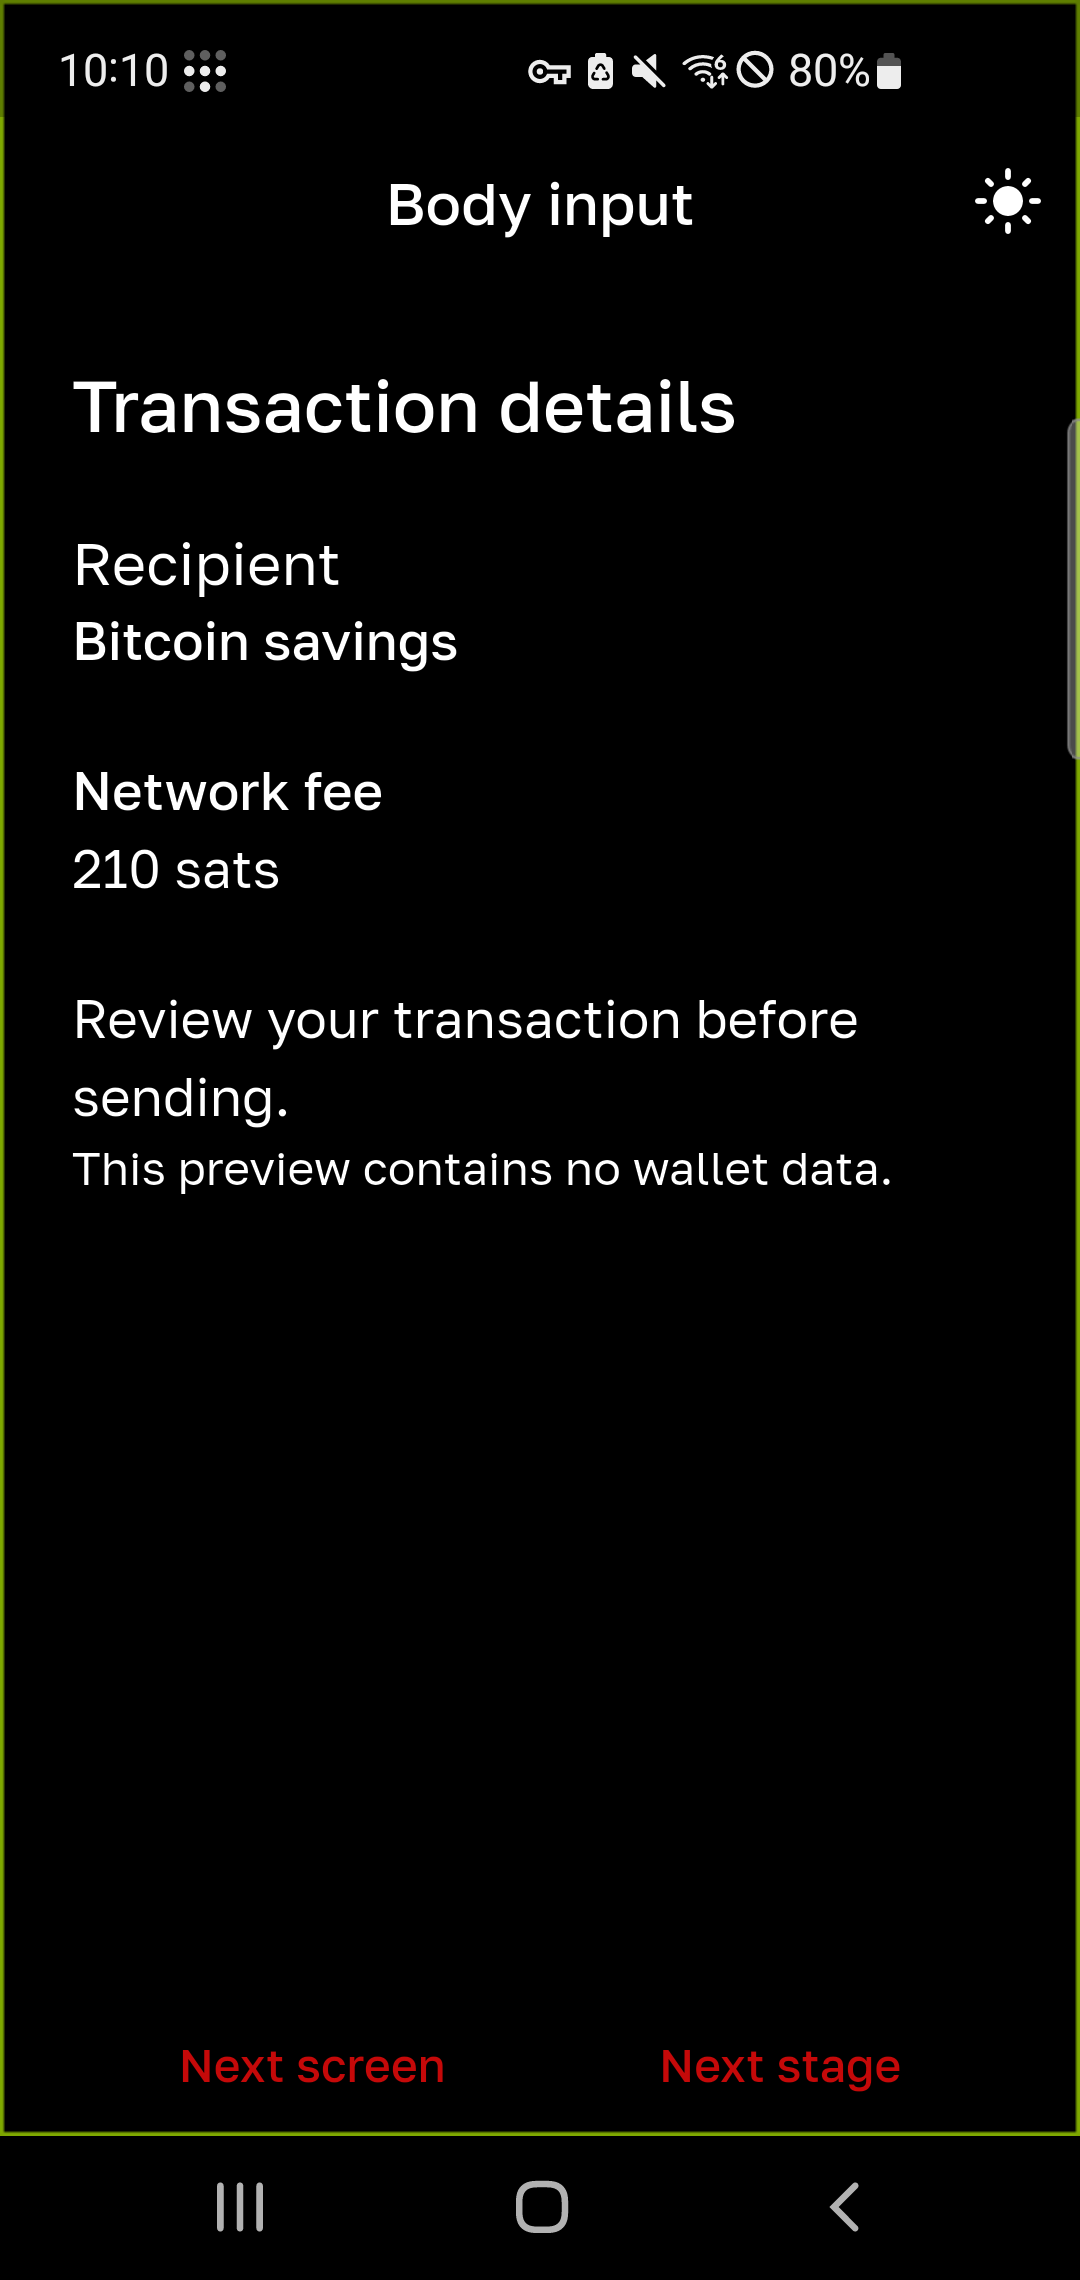 10:10
80%
Body input
Transaction details
Recipient
Bitcoin savings
Network fee
210 sats
Review your transaction before
sending.
This preview contains no wallet data.
Next screen
Next stage